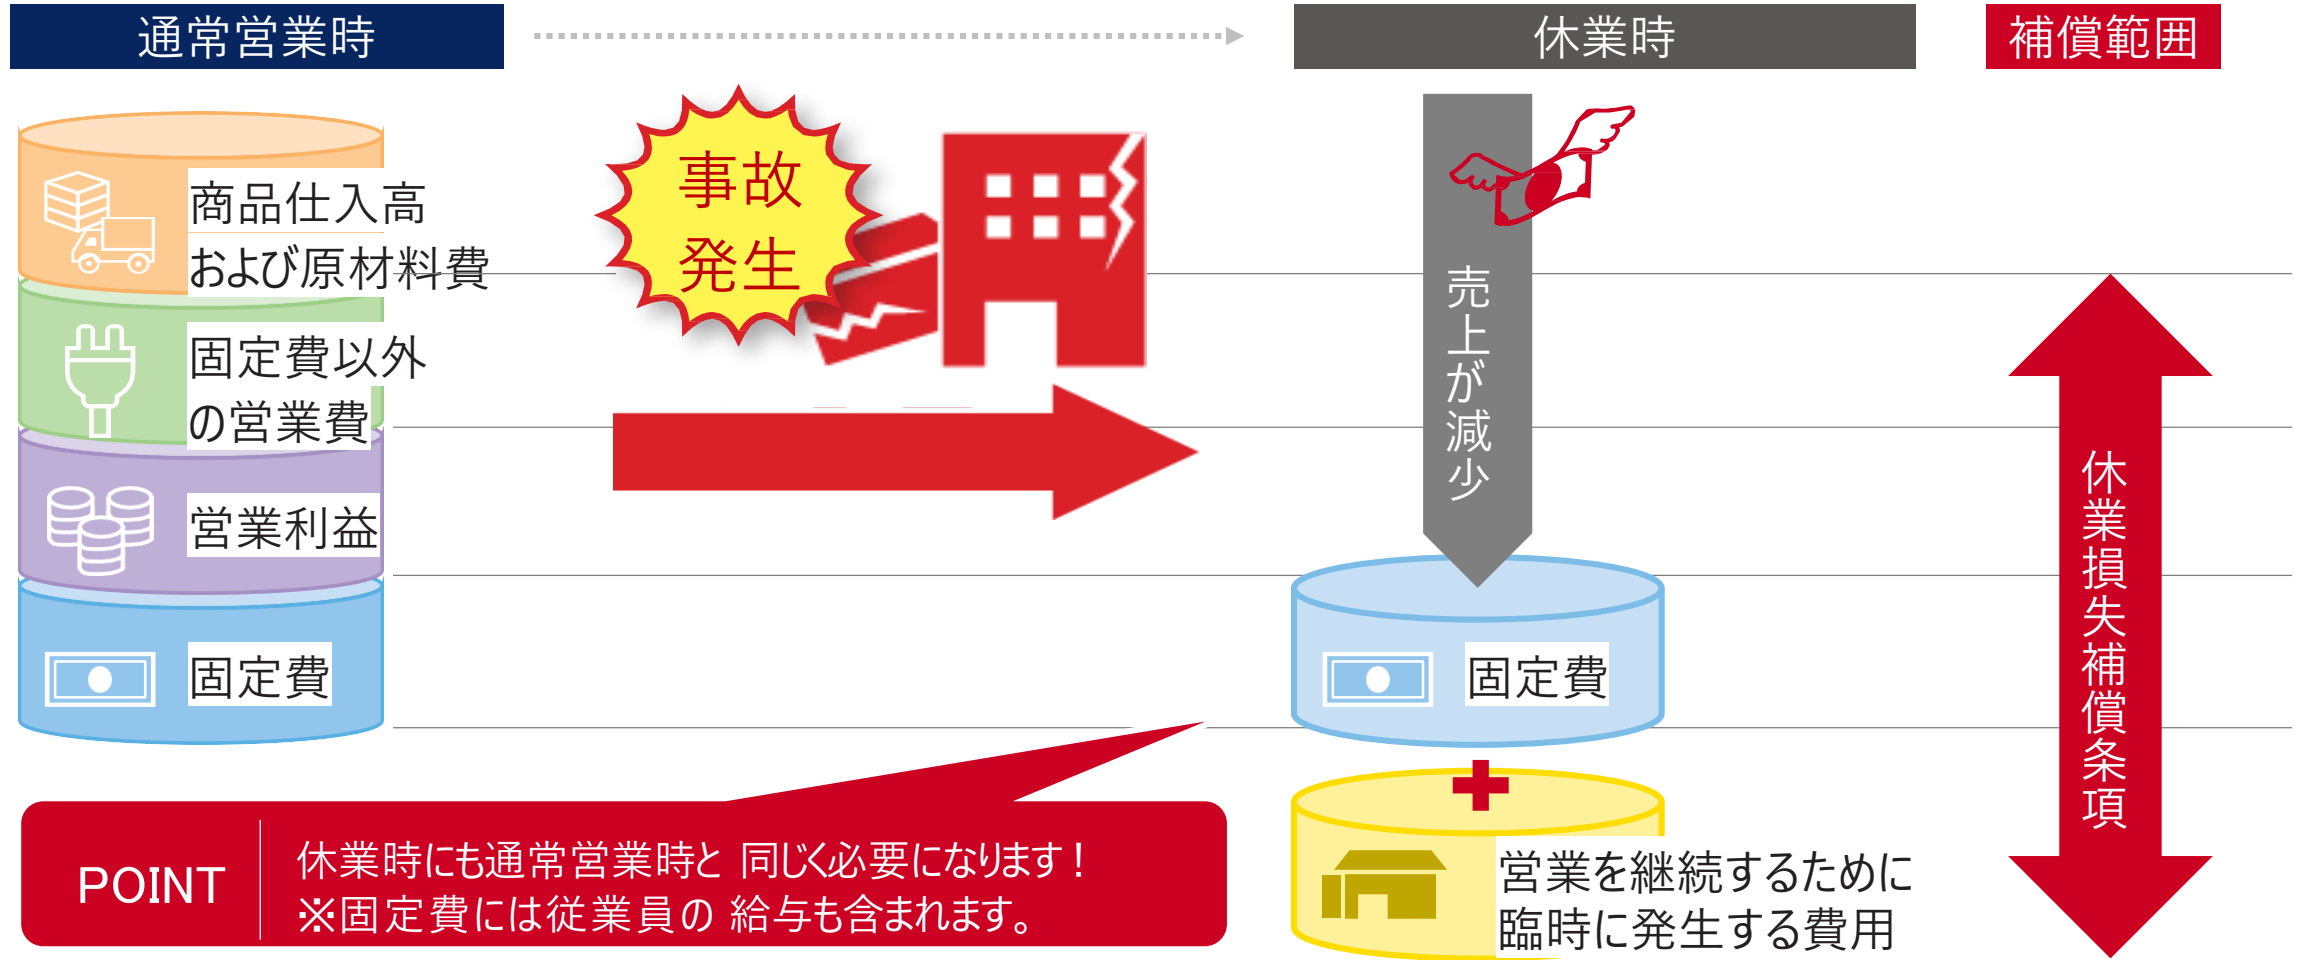 通常営業時
休業時
補償範囲
商品仕入高
および原材料費
固定費以外
の営業費
営業利益
固定費
事故
発生
売上が減少
固定費
営業を継続するために
臨時に発生する費用
休業損失補償条項
POINT
休業時にも通常営業時と 同じく必要になります！
※固定費には従業員の 給与も含まれます。